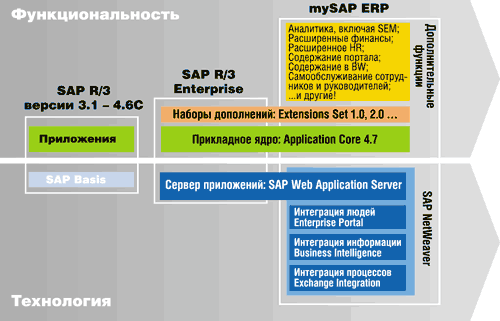 Функциональность
mySAP ERP
Аналитика, включая SEM;
Расширенные финансы;
Расширенное HR;
Содержание портала;
Содержание в BW;
Самообслуживание сотруд-
ников и руководителей;
...и другие!
Дополнительные
функции
SAP R/3
версии 3.1 – 4.6C
SAP R/3
Enterprise
Наборы дополнений: Extensions Set 1.0, 2.0 ...
Приложения
Прикладное ядро: Application Core 4.7
SAP Basis
Сервер приложений: SAP Web Application Server
Интеграция людей
Enterprise Portal
Интеграция информации
Business Intelligence
Интеграция процессов
Exchange Integration
SAP NetWeaver
Технология